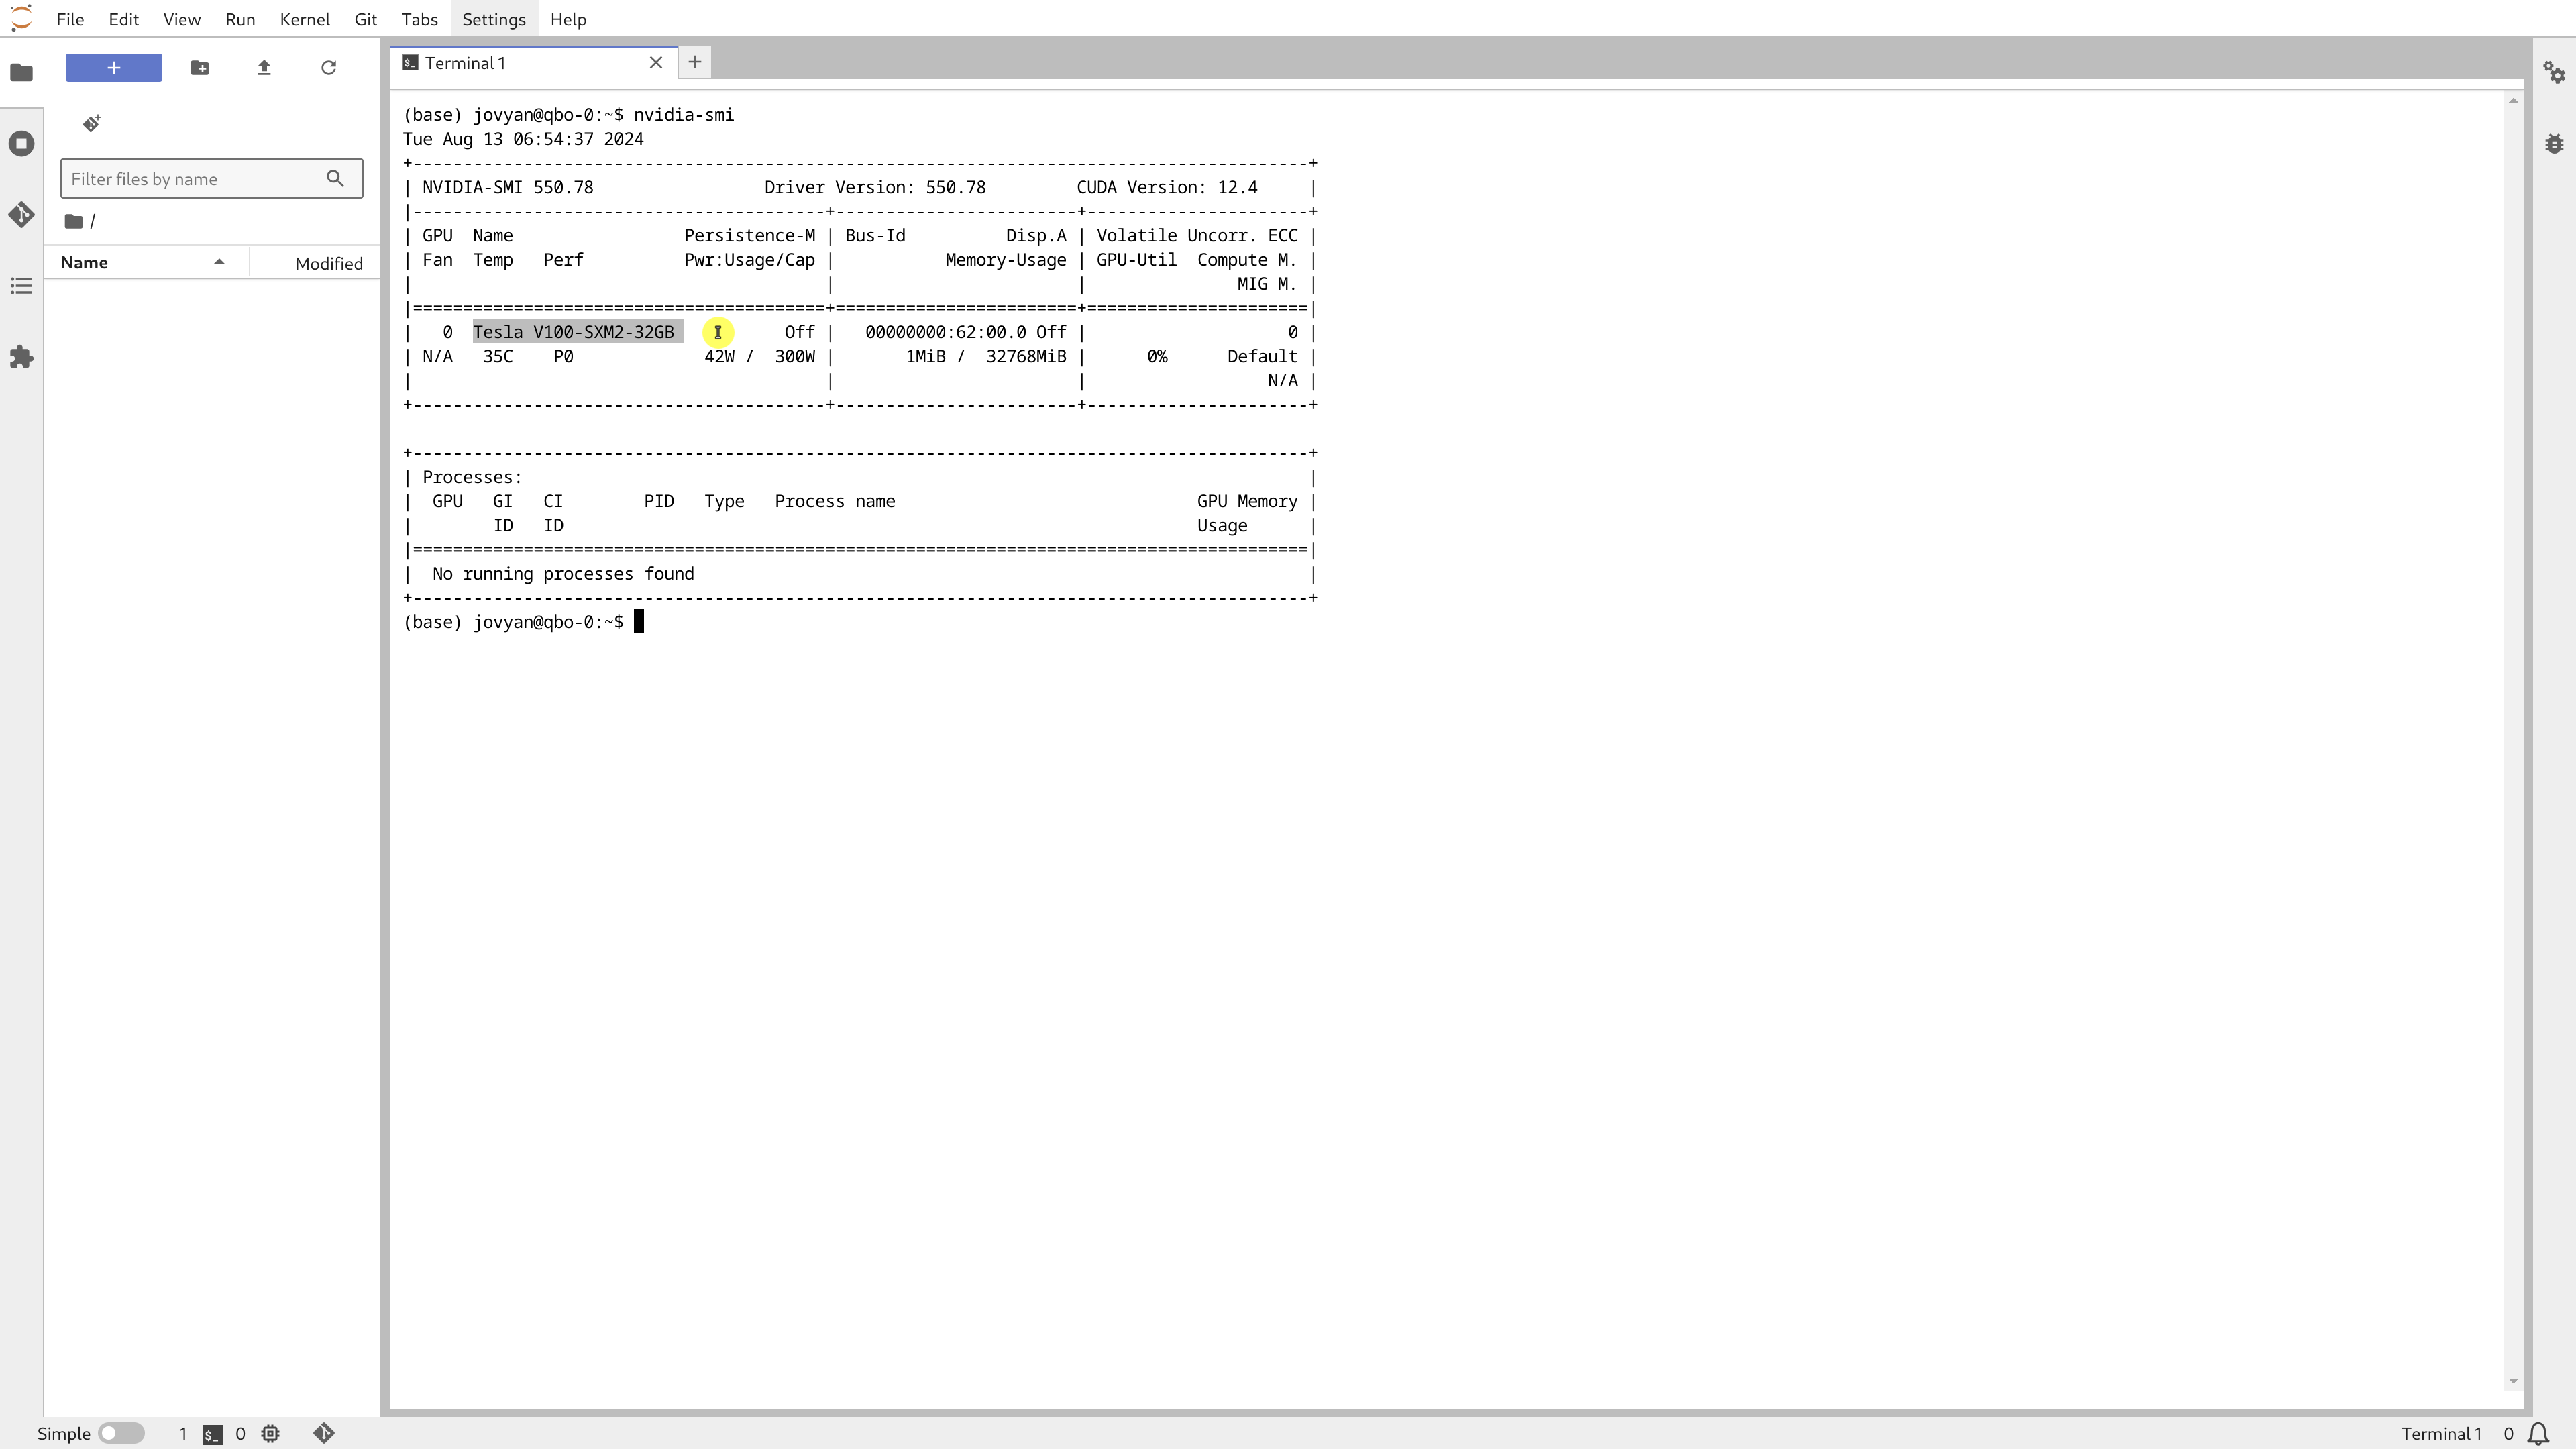 File Edit View Run Kernel Git Tabs Settings Help
+
Filter files by name
/
Name Modified
$_ Terminal 1
(base) jovyan@qbo-0:~$ nvidia-smi
Tue Aug 13 06:54:37 2024
+-----------------------------------------------------------------------------------------+
| NVIDIA-SMI 550.78                 Driver Version: 550.78         CUDA Version: 12.4     |
|-----------------------------------------+------------------------+----------------------+
| GPU  Name                 Persistence-M | Bus-Id          Disp.A | Volatile Uncorr. ECC |
| Fan  Temp   Perf          Pwr:Usage/Cap |           Memory-Usage | GPU-Util  Compute M. |
|                                         |                        |               MIG M. |
|=========================================+========================+======================|
|   0  Tesla V100-SXM2-32GB           Off |   00000000:62:00.0 Off |                    0 |
| N/A   35C    P0             42W /  300W |       1MiB /  32768MiB |      0%      Default |
|                                         |                        |                  N/A |
+-----------------------------------------+------------------------+----------------------+
+-----------------------------------------------------------------------------------------+
| Processes:                                                                              |
|  GPU   GI   CI        PID   Type   Process name                              GPU Memory |
|        ID   ID                                                               Usage      |
|=========================================================================================|
|  No running processes found                                                             |
+-----------------------------------------------------------------------------------------+
(base) jovyan@qbo-0:~$
Simple 1 $_ 0 Terminal 1 0